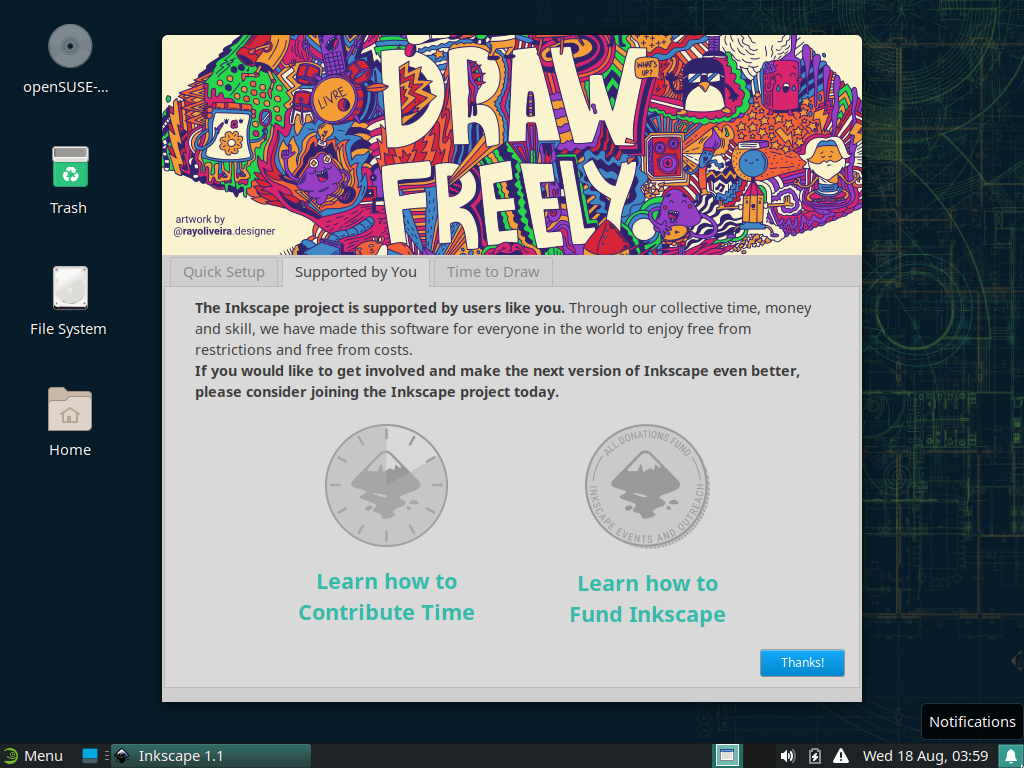 openSUSE-...
Trash
File System
Home
LIVRE
DRAW
WHAT'S
UP?
FREELY
artwork by
@rayoliveira.designer
Quick Setup
Supported by You
Time to Draw
The Inkscape project is supported by users like you. Through our collective time, money
and skill, we have made this software for everyone in the world to enjoy free from
restrictions and free from costs.
If you would like to get involved and make the next version of Inkscape even better,
please consider joining the Inkscape project today.
ALL DONATIONS FUND
INKSCAPE EVENTS AND OUTREACH
Learn how to
Contribute Time
Learn how to
Fund Inkscape
Thanks!
Notifications
Menu
Inkscape 1.1
Wed 18 Aug, 03:59